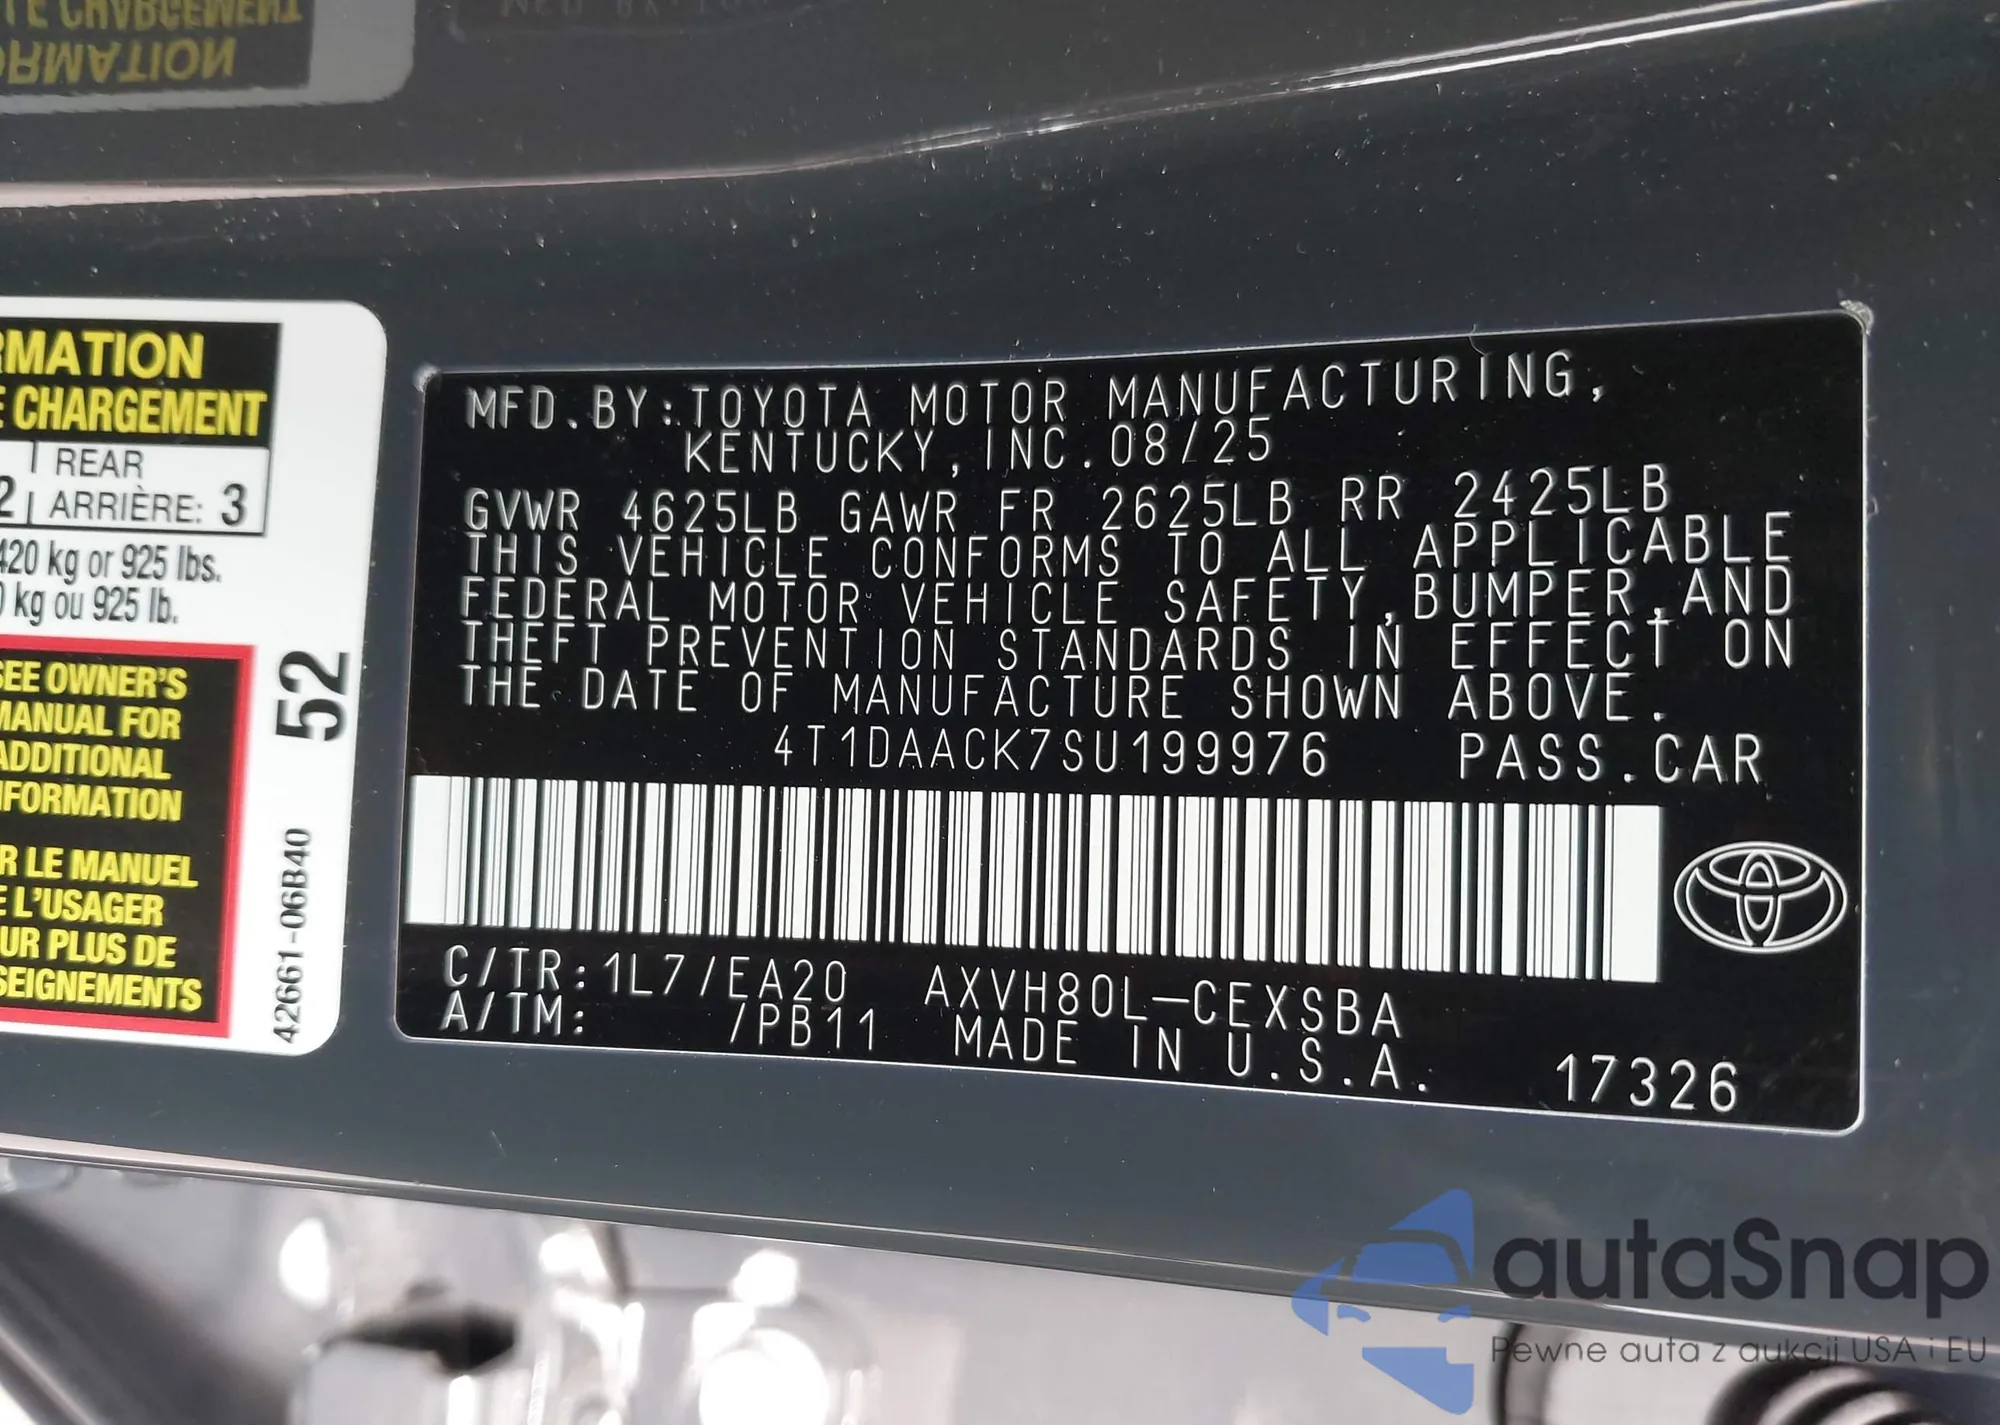 RMATION
E CHARGEMENT
2 | REAR
ARRIÈRE: 3
420 kg or 925 lbs.
0 kg ou 925 lb.
SEE OWNER'S
MANUAL FOR
ADDITIONAL
NFORMATION
R LE MANUEL
E L'USAGER
UR PLUS DE
SEIGNEMENTS
52
42661-06B40
MFD.BY:TOYOTA MOTOR MANUFACTURING,
KENTUCKY,INC.08/25
GVWR 4625LB GAWR FR 2625LB RR 2425LB
THIS VEHICLE CONFORMS TO ALL APPLICABLE
FEDERAL MOTOR VEHICLE SAFETY,BUMPER,AND
THEFT PREVENTION STANDARDS IN EFFECT ON
THE DATE OF MANUFACTURE SHOWN ABOVE.
4T1DAACK7SU199976 PASS.CAR
C/TR:1L7/EA20 AXVH80L-CEXSBA
A/TM: /PB11 MADE IN U.S.A.
17326
autaSnap
Pewne auta z aukcji USA i EU